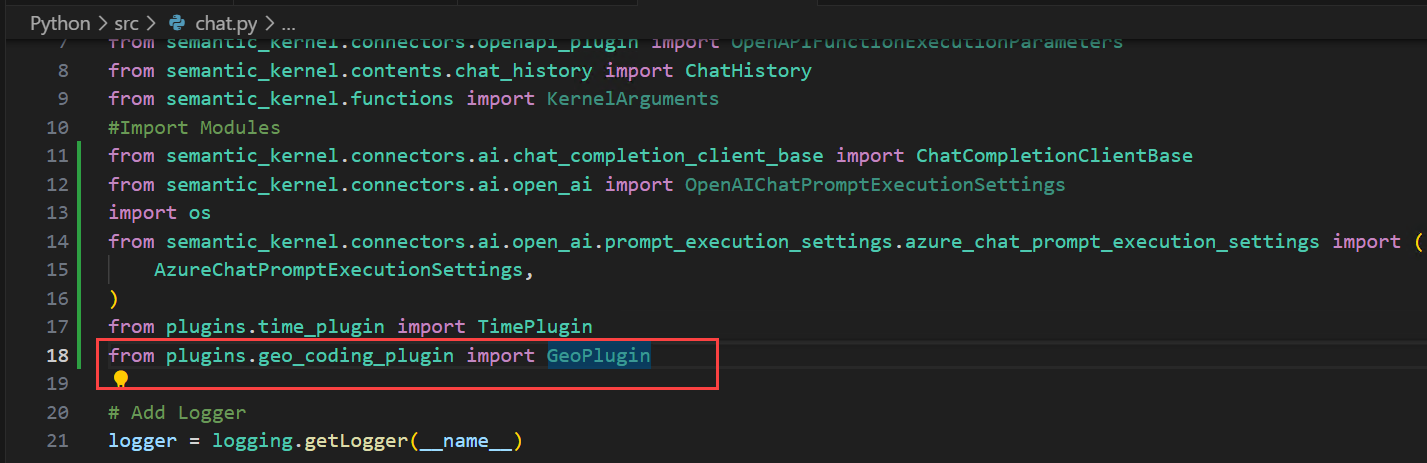 Python > src > chat.py > ...
7 from semantic_kernel.connectors.openapi_plugin import OpenAPIFunctionExecutionParameters
8 from semantic_kernel.contents.chat_history import ChatHistory
9 from semantic_kernel.functions import KernelArguments
10 #Import Modules
11 from semantic_kernel.connectors.ai.chat_completion_client_base import ChatCompletionClientBase
12 from semantic_kernel.connectors.ai.open_ai import OpenAIChatPromptExecutionSettings
13 import os
14 from semantic_kernel.connectors.ai.open_ai.prompt_execution_settings.azure_chat_prompt_execution_settings import (
15     AzureChatPromptExecutionSettings,
16 )
17 from plugins.time_plugin import TimePlugin
18 from plugins.geo_coding_plugin import GeoPlugin
19
20 # Add Logger
21 logger = logging.getLogger(__name__)